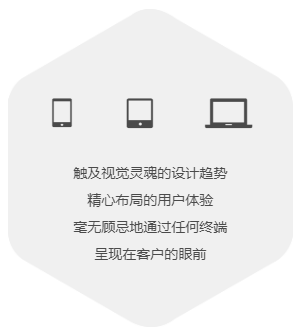 触及视觉灵魂的设计趋势
精心布局的用户体验
毫无顾忌地通过任何终端
呈现在客户的眼前